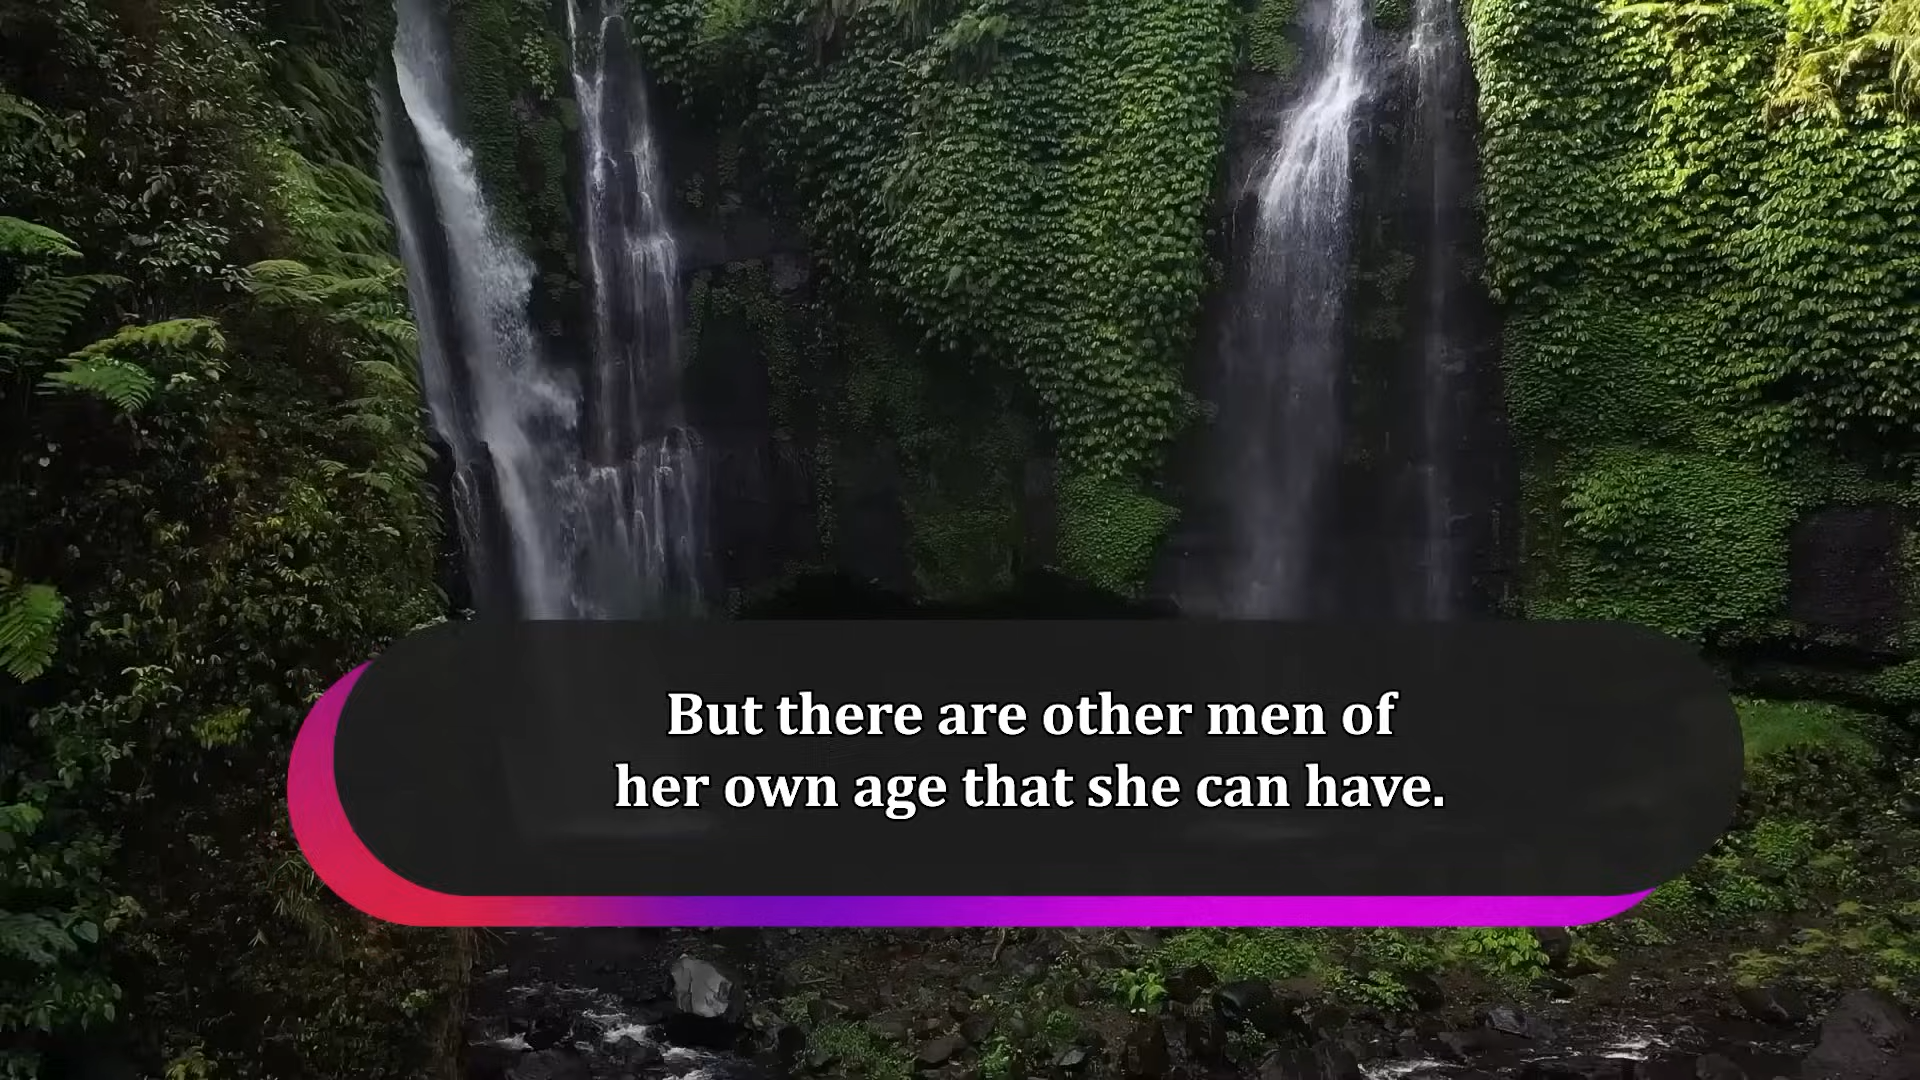 But there are other men of
her own age that she can have.